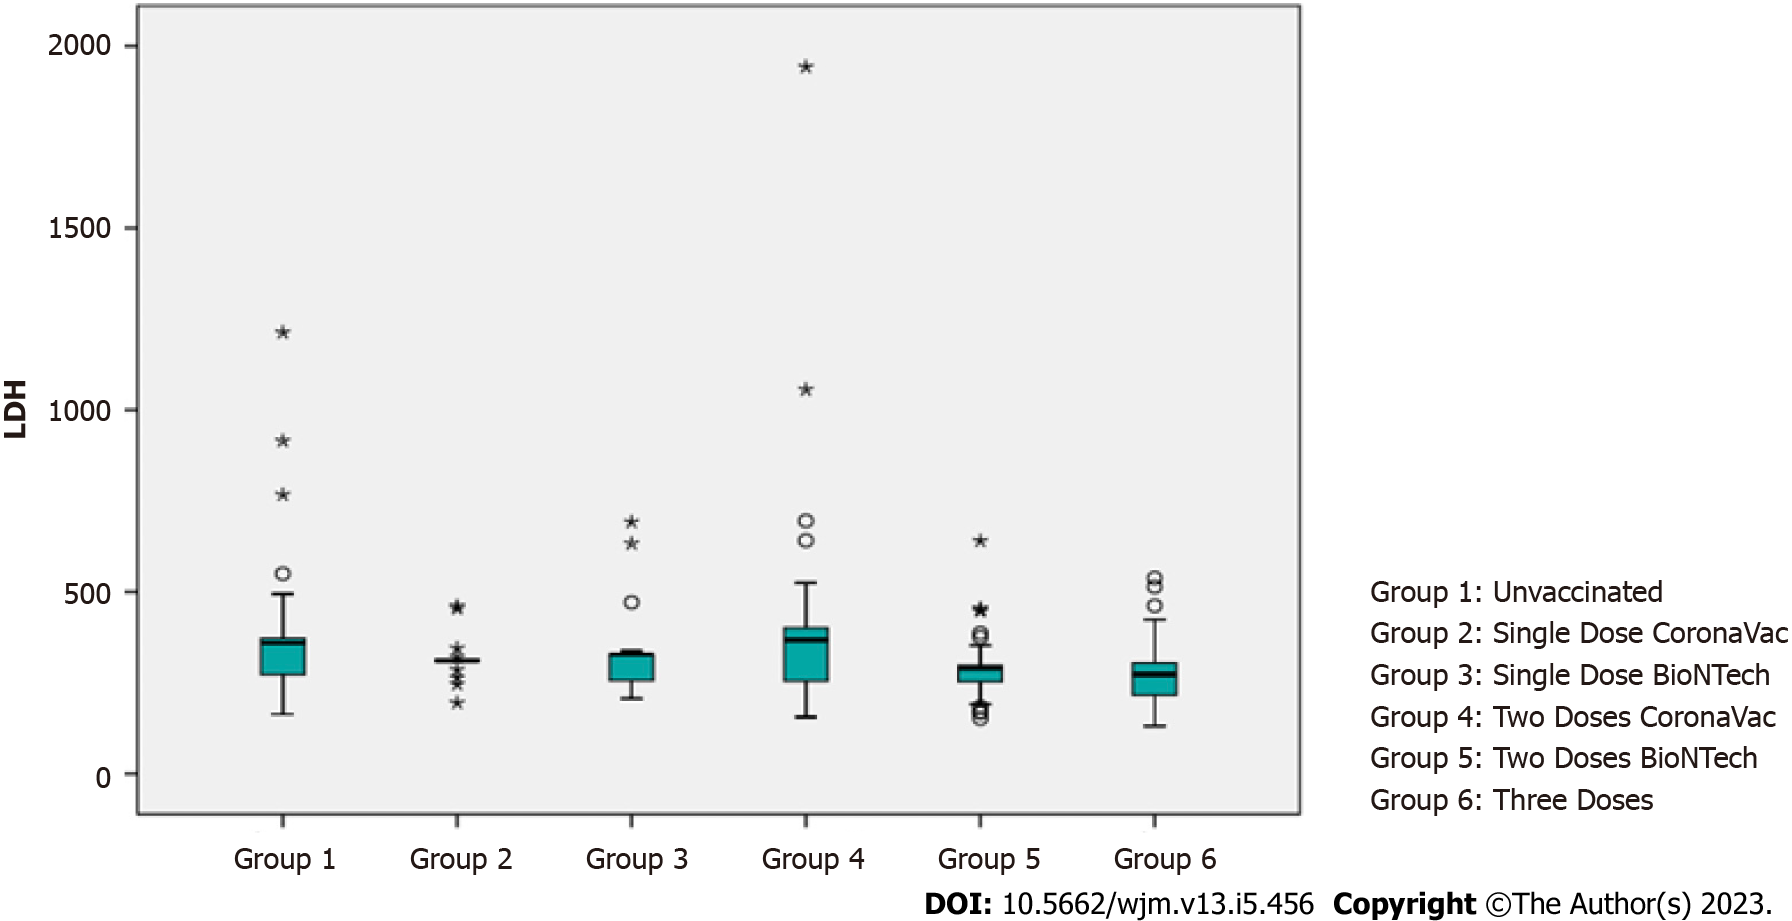 2000
1500
1000
500
0
LDH
Group 1 Group 2 Group 3 Group 4 Group 5 Group 6
Group 1: Unvaccinated
Group 2: Single Dose CoronaVac
Group 3: Single Dose BioNTech
Group 4: Two Doses CoronaVac
Group 5: Two Doses BioNTech
Group 6: Three Doses
DOI: 10.5662/wjm.v13.i5.456 Copyright ©The Author(s) 2023.